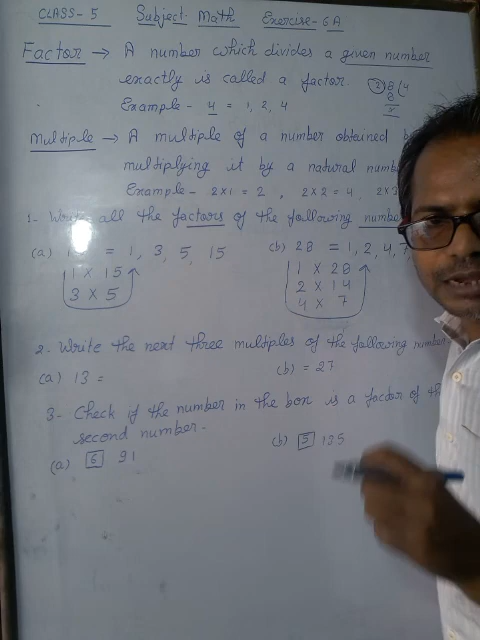 CLASS-5 Subject-Math Exercise-6A
Factor → A number which divides a given number
exactly is called a factor.
Example - 4 = 1, 2, 4
Multiple → A multiple of a number obtained
multiplying it by a natural numb
Example - 2x1 = 2 , 2x2 = 4, 2x3
1- Write all the factors of the following number
(a) = 1, 3, 5, 15
1 x 15
3 x 5
(b) 28 = 1, 2, 4, 7
1 x 28
2 x 14
4 x 7
2. Write the next three multiples of the following number
(a) 13 =
(b) = 27
3- Check if the number in the box is a factor of th
second number-
(a) 6 91
(b) 5 125